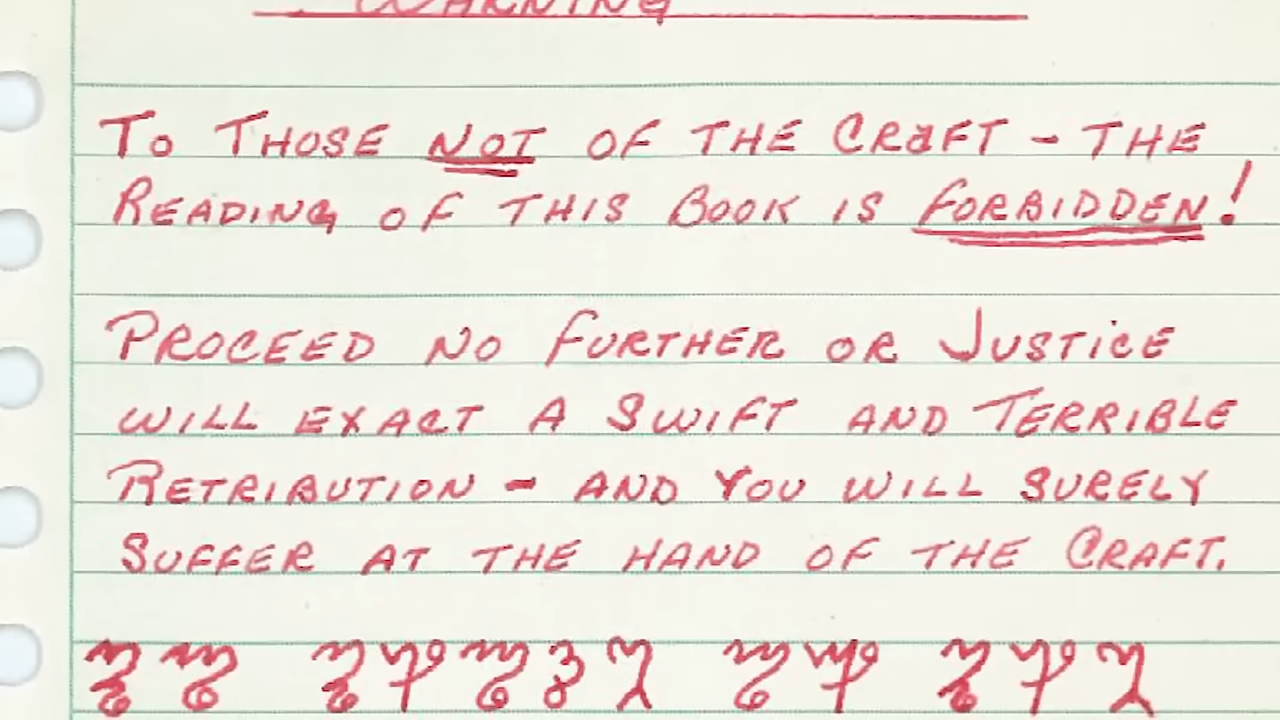 WARNING
To THOSE NOT OF THE CRAFT - THE
READING OF THIS BOOK IS FORBIDDEN!
PROCEED NO FURTHER OR JUSTICE
WILL EXACT A SWIFT AND TERRIBLE
RETRIBUTION - AND YOU WILL SURELY
SUFFER AT THE HAND OF THE CRAFT.